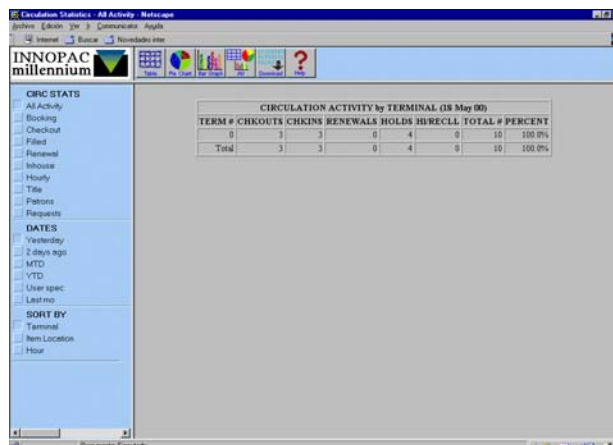 Circulation Statistics - All Activity - Netscape
Archivo Edición Ver Ir Communicator Ayuda
Internet Buscar Novedades inter
INNOPAC
millennium
Table Pie Chart Bar Graph All Download Help
CIRC STATS
All Activity
Booking
Checkout
Filled
Renewal
Inhouse
Hourly
Title
Patrons
Requests
DATES
Yesterday
2 days ago
MTD
YTD
User spec
Last mo
SORT BY
Terminal
Item Location
Hour
CIRCULATION ACTIVITY by TERMINAL (18 May 00)
TERM # CHKOUTS CHKINS RENEWALS HOLDS HI/RECLL TOTAL # PERCENT
0 3 3 0 4 0 10 100.0%
Total 3 3 0 4 0 10 100.0%